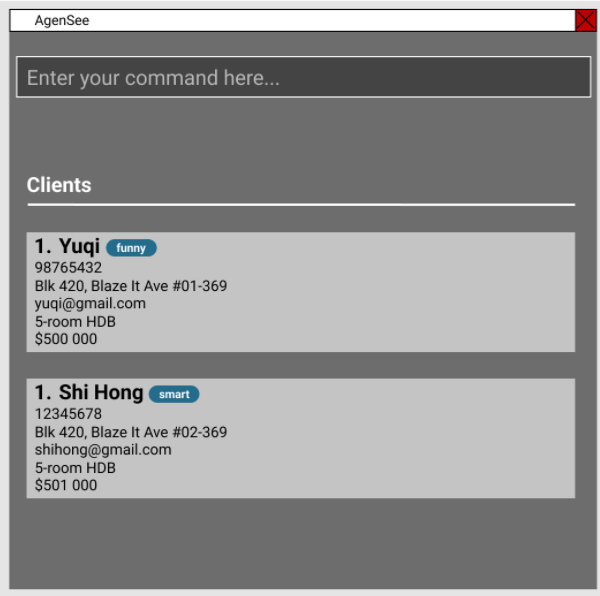 AgenSee
Enter your command here...
Clients
1. Yuqi funny
98765432
Blk 420, Blaze It Ave #01-369
yuqi@gmail.com
5-room HDB
$500 000
1. Shi Hong smart
12345678
Blk 420, Blaze It Ave #02-369
shihong@gmail.com
5-room HDB
$501 000